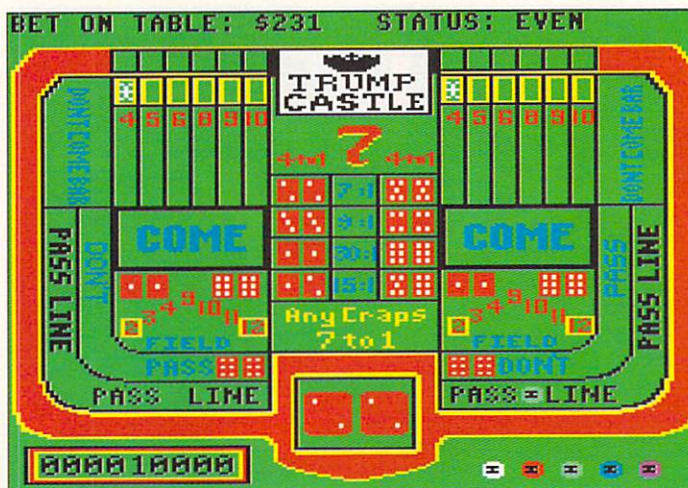 BET ON TABLE: $231 STATUS: EVEN
TRUMP
CASTLE
DON'T COME BAR
4 5 6 8 9 10
7
4 to 1 4 to 1
4 5 6 8 9 10
DON'T COME BAR
7:1
9:1
30:1
15:1
COME
COME
PASS LINE
DON'T
PASS
PASS LINE
2 3 4 9 10 11 12
FIELD
PASS
Any Craps
7 to 1
2 3 4 9 10 11 12
FIELD
DON'T
PASS LINE
PASS LINE
000010000